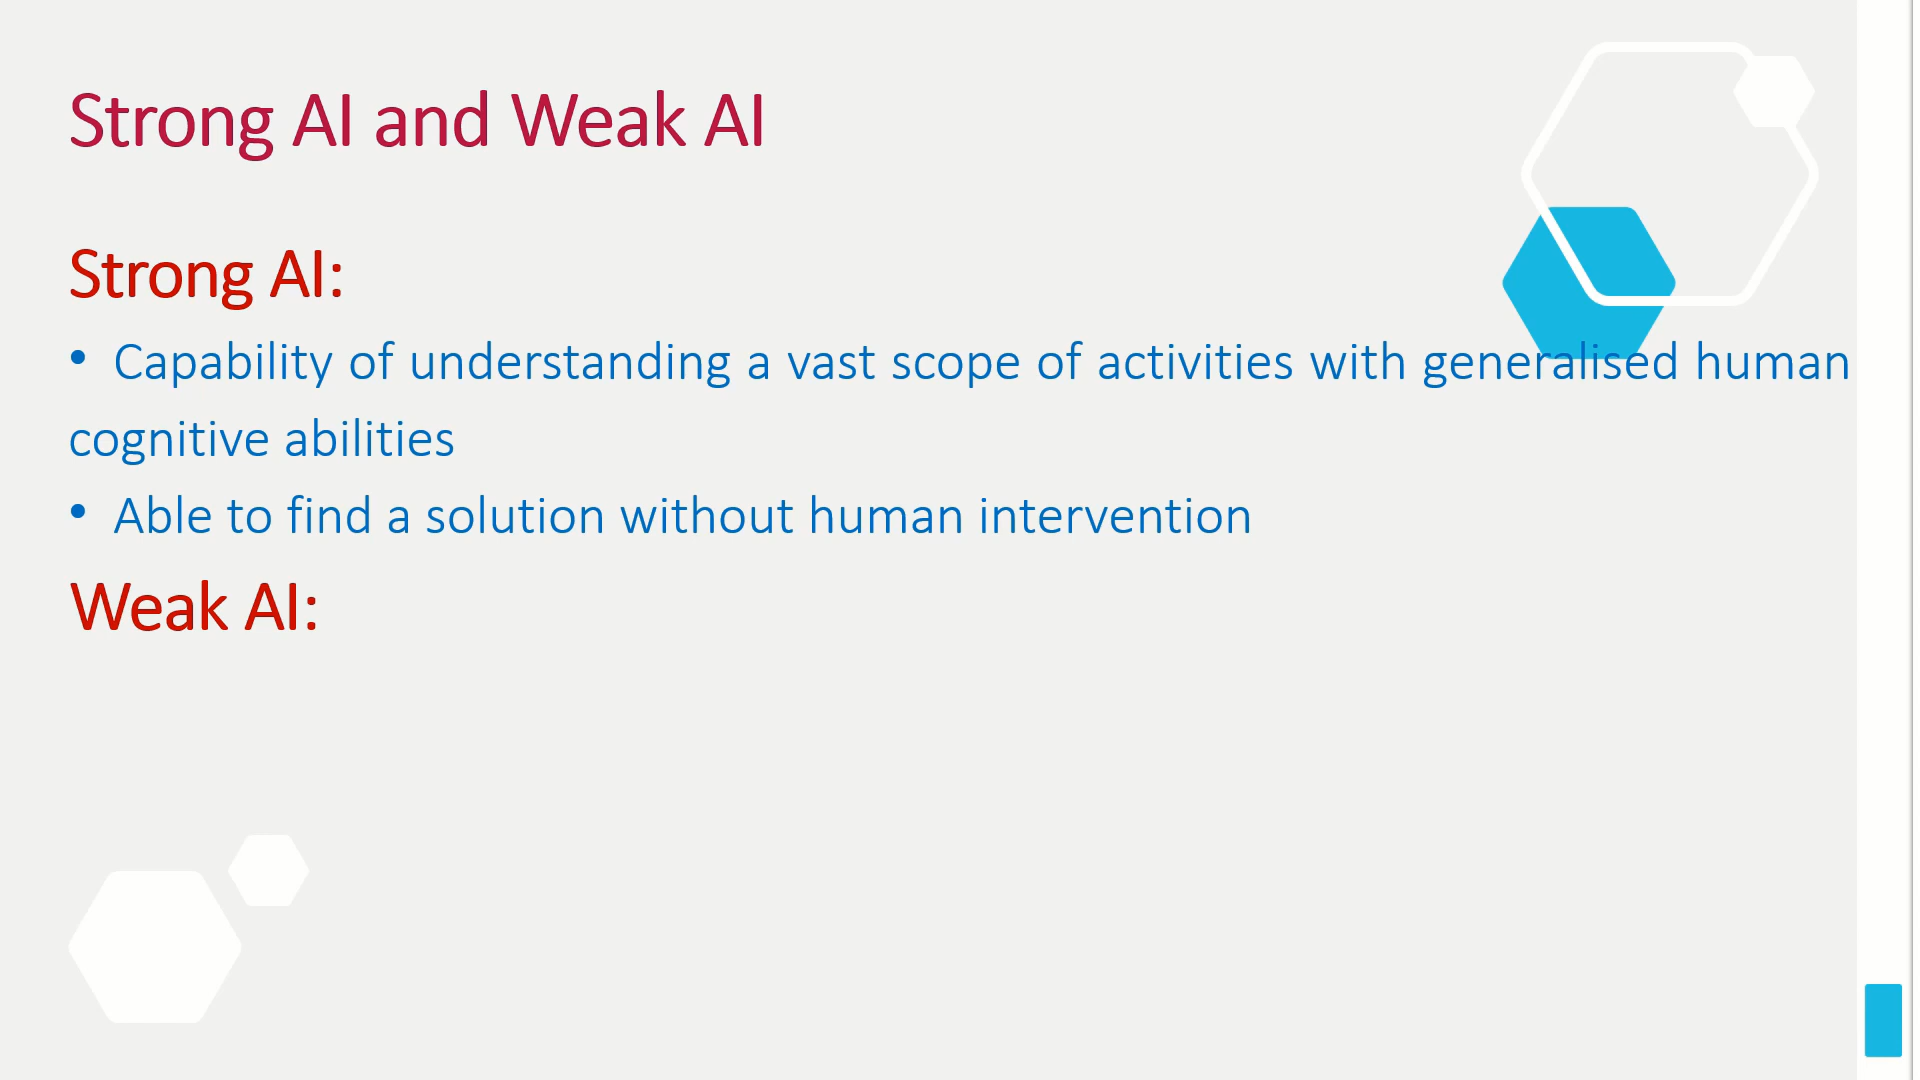 Strong AI and Weak AI
Strong AI:
• Capability of understanding a vast scope of activities with generalised human
cognitive abilities
• Able to find a solution without human intervention
Weak AI: